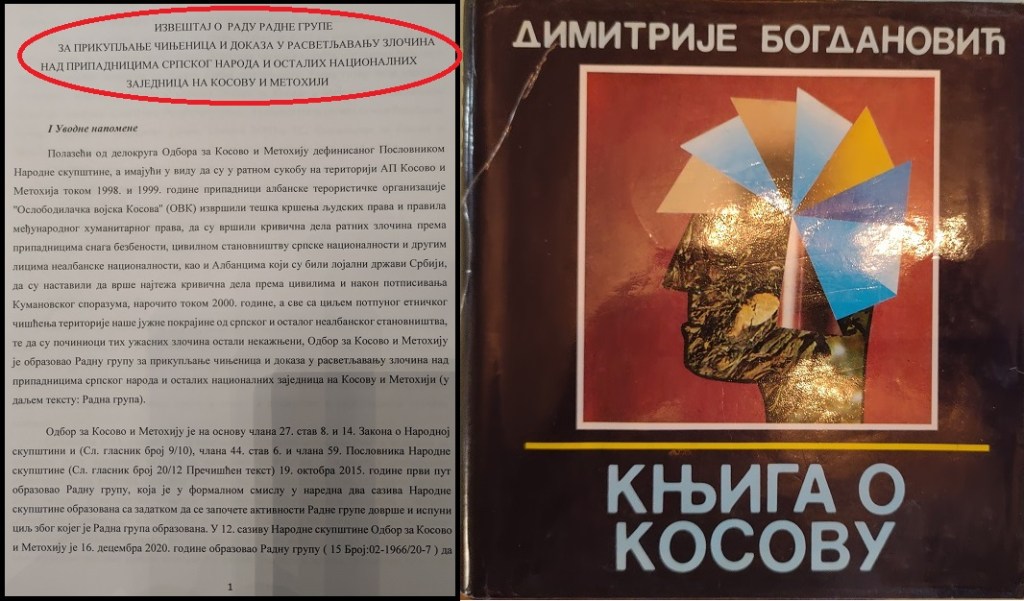 ИЗВЕШТАЈ О РАДУ РАДНЕ ГРУПЕ
ЗА ПРИКУПЉАЊЕ ЧИЊЕНИЦА И ДОКАЗА У РАСВЕТЉАВАЊУ ЗЛОЧИНА
НАД ПРИПАДНИЦИМА СРПСКОГ НАРОДА И ОСТАЛИХ НАЦИОНАЛНИХ
ЗАЈЕДНИЦА НА КОСОВУ И МЕТОХИЈИ
I Уводне напомене
Полазећи од делокруга Одбора за Косово и Метохију дефинисаног Пословником
Народне скупштине, а имајући у виду да су у ратном сукобу на територији АП Косово и
Метохија током 1998. и 1999. године припадници албанске терористичке организације
"Ослободилачка војска Косова" (ОВК) извршили тешка кршења људских права и правила
међународног хуманитарног права, да су вршили кривична дела ратних злочина према
припадницима снага безбености, цивилном становништву српске националности и другим
лицима неалбанске националности, као и Албанцима који су били лојални држави Србији,
да су наставили да врше најтежа кривична дела према цивилима и након потписивања
Кумановског споразума, нарочито током 2000. године, а све са циљем потпуног етничког
чишћења територије наше јужне покрајине од српског и осталог неалбанског становништва,
те да су починиоци тих ужасних злочина остали некажњени, Одбор за Косово и Метохију
је образовао Радну групу за прикупљање чињеница и доказа у расветљавању злочина над
припадницима српског народа и осталих националних заједница на Косову и Метохији (у
даљем тексту: Радна група).
Одбор за Косово и Метохију је на основу члана 27. став 8. и 14. Закона о Народној
скупштини и (Сл. гласник број 9/10), члана 44. став 6. и члана 59. Пословника Народне
скупштине (Сл. гласник број 20/12 Пречишћен текст) 19. октобра 2015. године први пут
образовао Радну групу, која је у формалном смислу у наредна два сазива Народне
скупштине образована са задатком да се започете активности Радне групе доврше и испуни
циљ због којег је Радна група образована. У 12. сазиву Народне скупштине Одбор за Косово
и Метохију је 16. децембра 2020. године образовао Радну групу ( 15 Број:02-1966/20-7 ) да
1
ДИМИТРИЈЕ БОГДАНОВИЋ
КЊИГА О
КОСОВУ